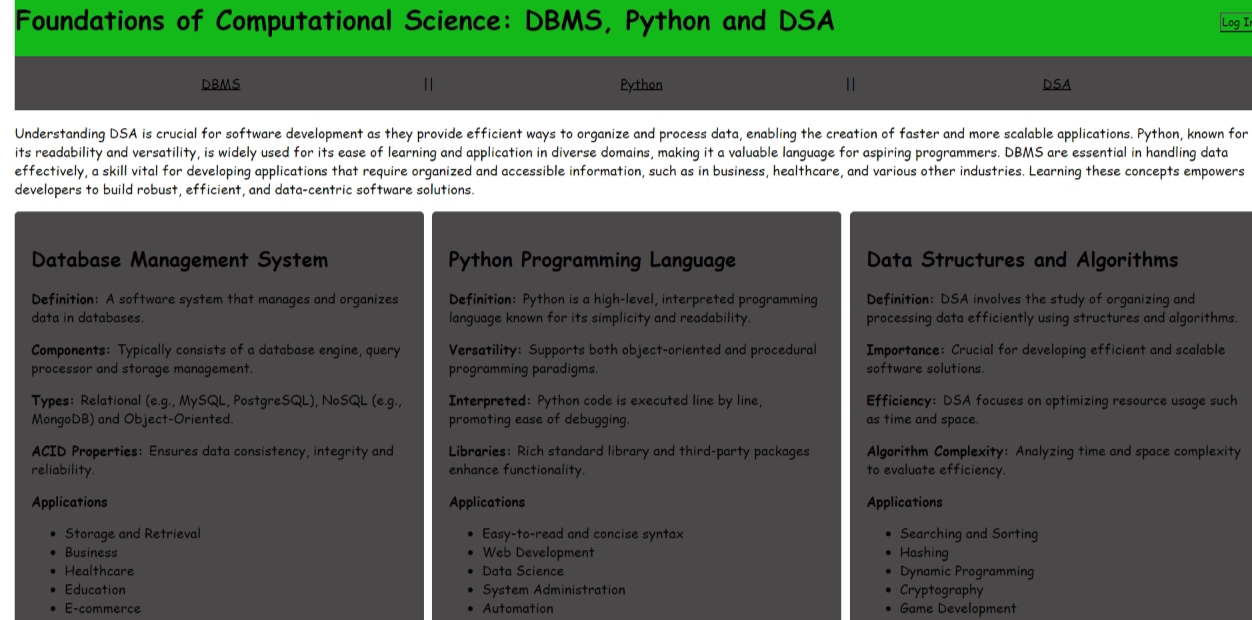 Foundations of Computational Science: DBMS, Python and DSA
Log In
DBMS || Python || DSA
Understanding DSA is crucial for software development as they provide efficient ways to organize and process data, enabling the creation of faster and more scalable applications. Python, known for
its readability and versatility, is widely used for its ease of learning and application in diverse domains, making it a valuable language for aspiring programmers. DBMS are essential in handling data
effectively, a skill vital for developing applications that require organized and accessible information, such as in business, healthcare, and various other industries. Learning these concepts empowers
developers to build robust, efficient, and data-centric software solutions.
Database Management System
Definition: A software system that manages and organizes
data in databases.
Components: Typically consists of a database engine, query
processor and storage management.
Types: Relational (e.g., MySQL, PostgreSQL), NoSQL (e.g.,
MongoDB) and Object-Oriented.
ACID Properties: Ensures data consistency, integrity and
reliability.
Applications
• Storage and Retrieval
• Business
• Healthcare
• Education
• E-commerce
Python Programming Language
Definition: Python is a high-level, interpreted programming
language known for its simplicity and readability.
Versatility: Supports both object-oriented and procedural
programming paradigms.
Interpreted: Python code is executed line by line,
promoting ease of debugging.
Libraries: Rich standard library and third-party packages
enhance functionality.
Applications
• Easy-to-read and concise syntax
• Web Development
• Data Science
• System Administration
• Automation
Data Structures and Algorithms
Definition: DSA involves the study of organizing and
processing data efficiently using structures and algorithms.
Importance: Crucial for developing efficient and scalable
software solutions.
Efficiency: DSA focuses on optimizing resource usage such
as time and space.
Algorithm Complexity: Analyzing time and space complexity
to evaluate efficiency.
Applications
• Searching and Sorting
• Hashing
• Dynamic Programming
• Cryptography
• Game Development